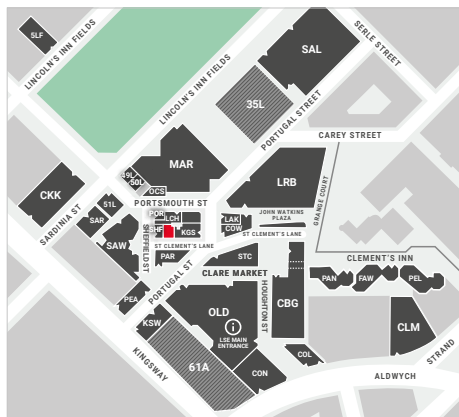 5LF
LINCOLN'S INN FIELDS
SAL
SERLE STREET
LINCOLN'S INN FIELDS
35L
PORTUGAL STREET
CAREY STREET
MAR
49L
50L
OCS
LRB
GRANGE COURT
CKK
SARDINIA ST
51L
SAR
PORTSMOUTH ST
POR
LCH
SHF
KGS
SHEFFIELD ST
LAK
COW
JOHN WATKINS
PLAZA
ST CLEMENT'S LANE
ST CLEMENT'S LANE
SAW
PAR
STC
CLEMENT'S INN
CLARE MARKET
PORTUGAL ST
PEA
OLD
HOUGHTON ST
CBG
PAN
FAW
PEL
KSW
LSE MAIN
ENTRANCE
CLM
KINGSWAY
61A
CON
COL
STRAND
ALDWYCH